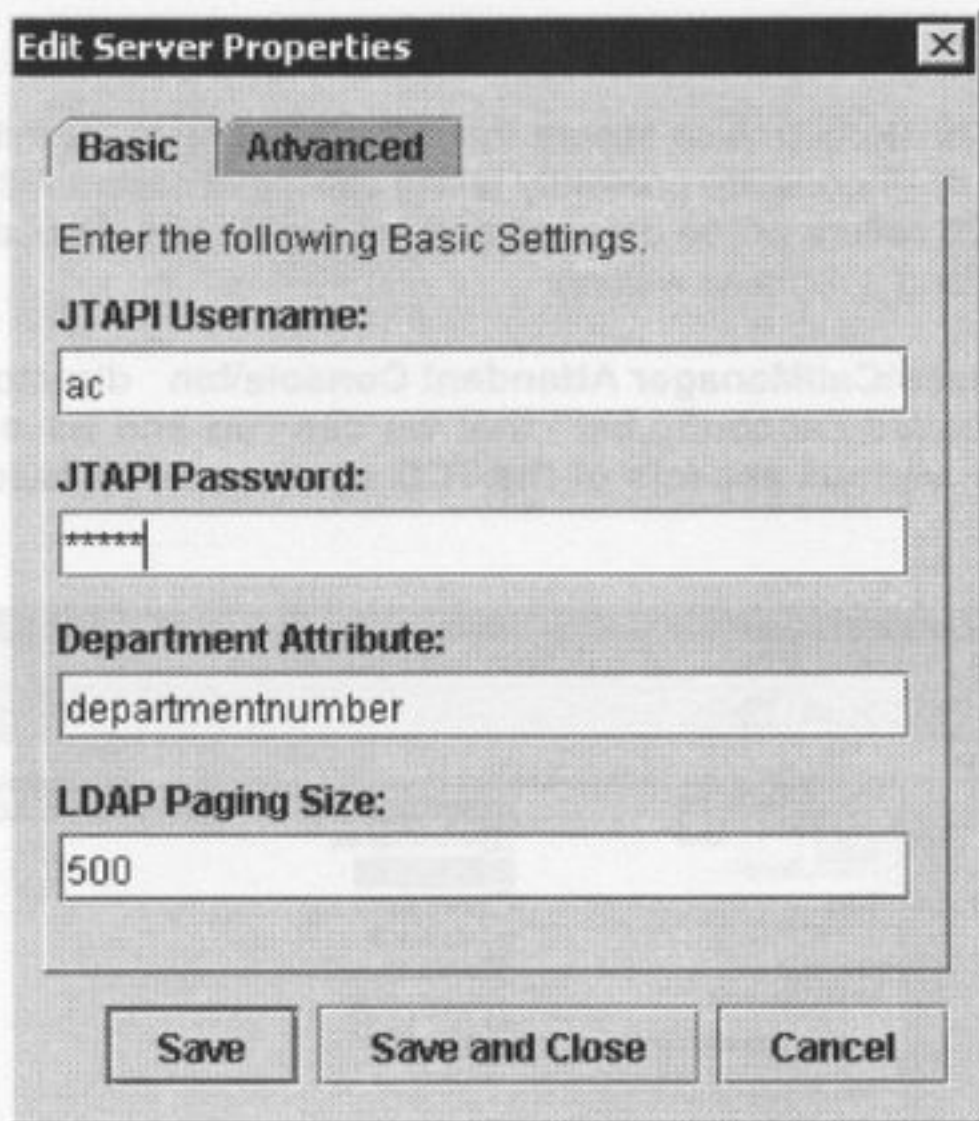 Edit Server Properties
Basic Advanced
Enter the following Basic Settings.
JTAPI Username:
ac
JTAPI Password:
*****
Department Attribute:
departmentnumber
LDAP Paging Size:
500
Save Save and Close Cancel